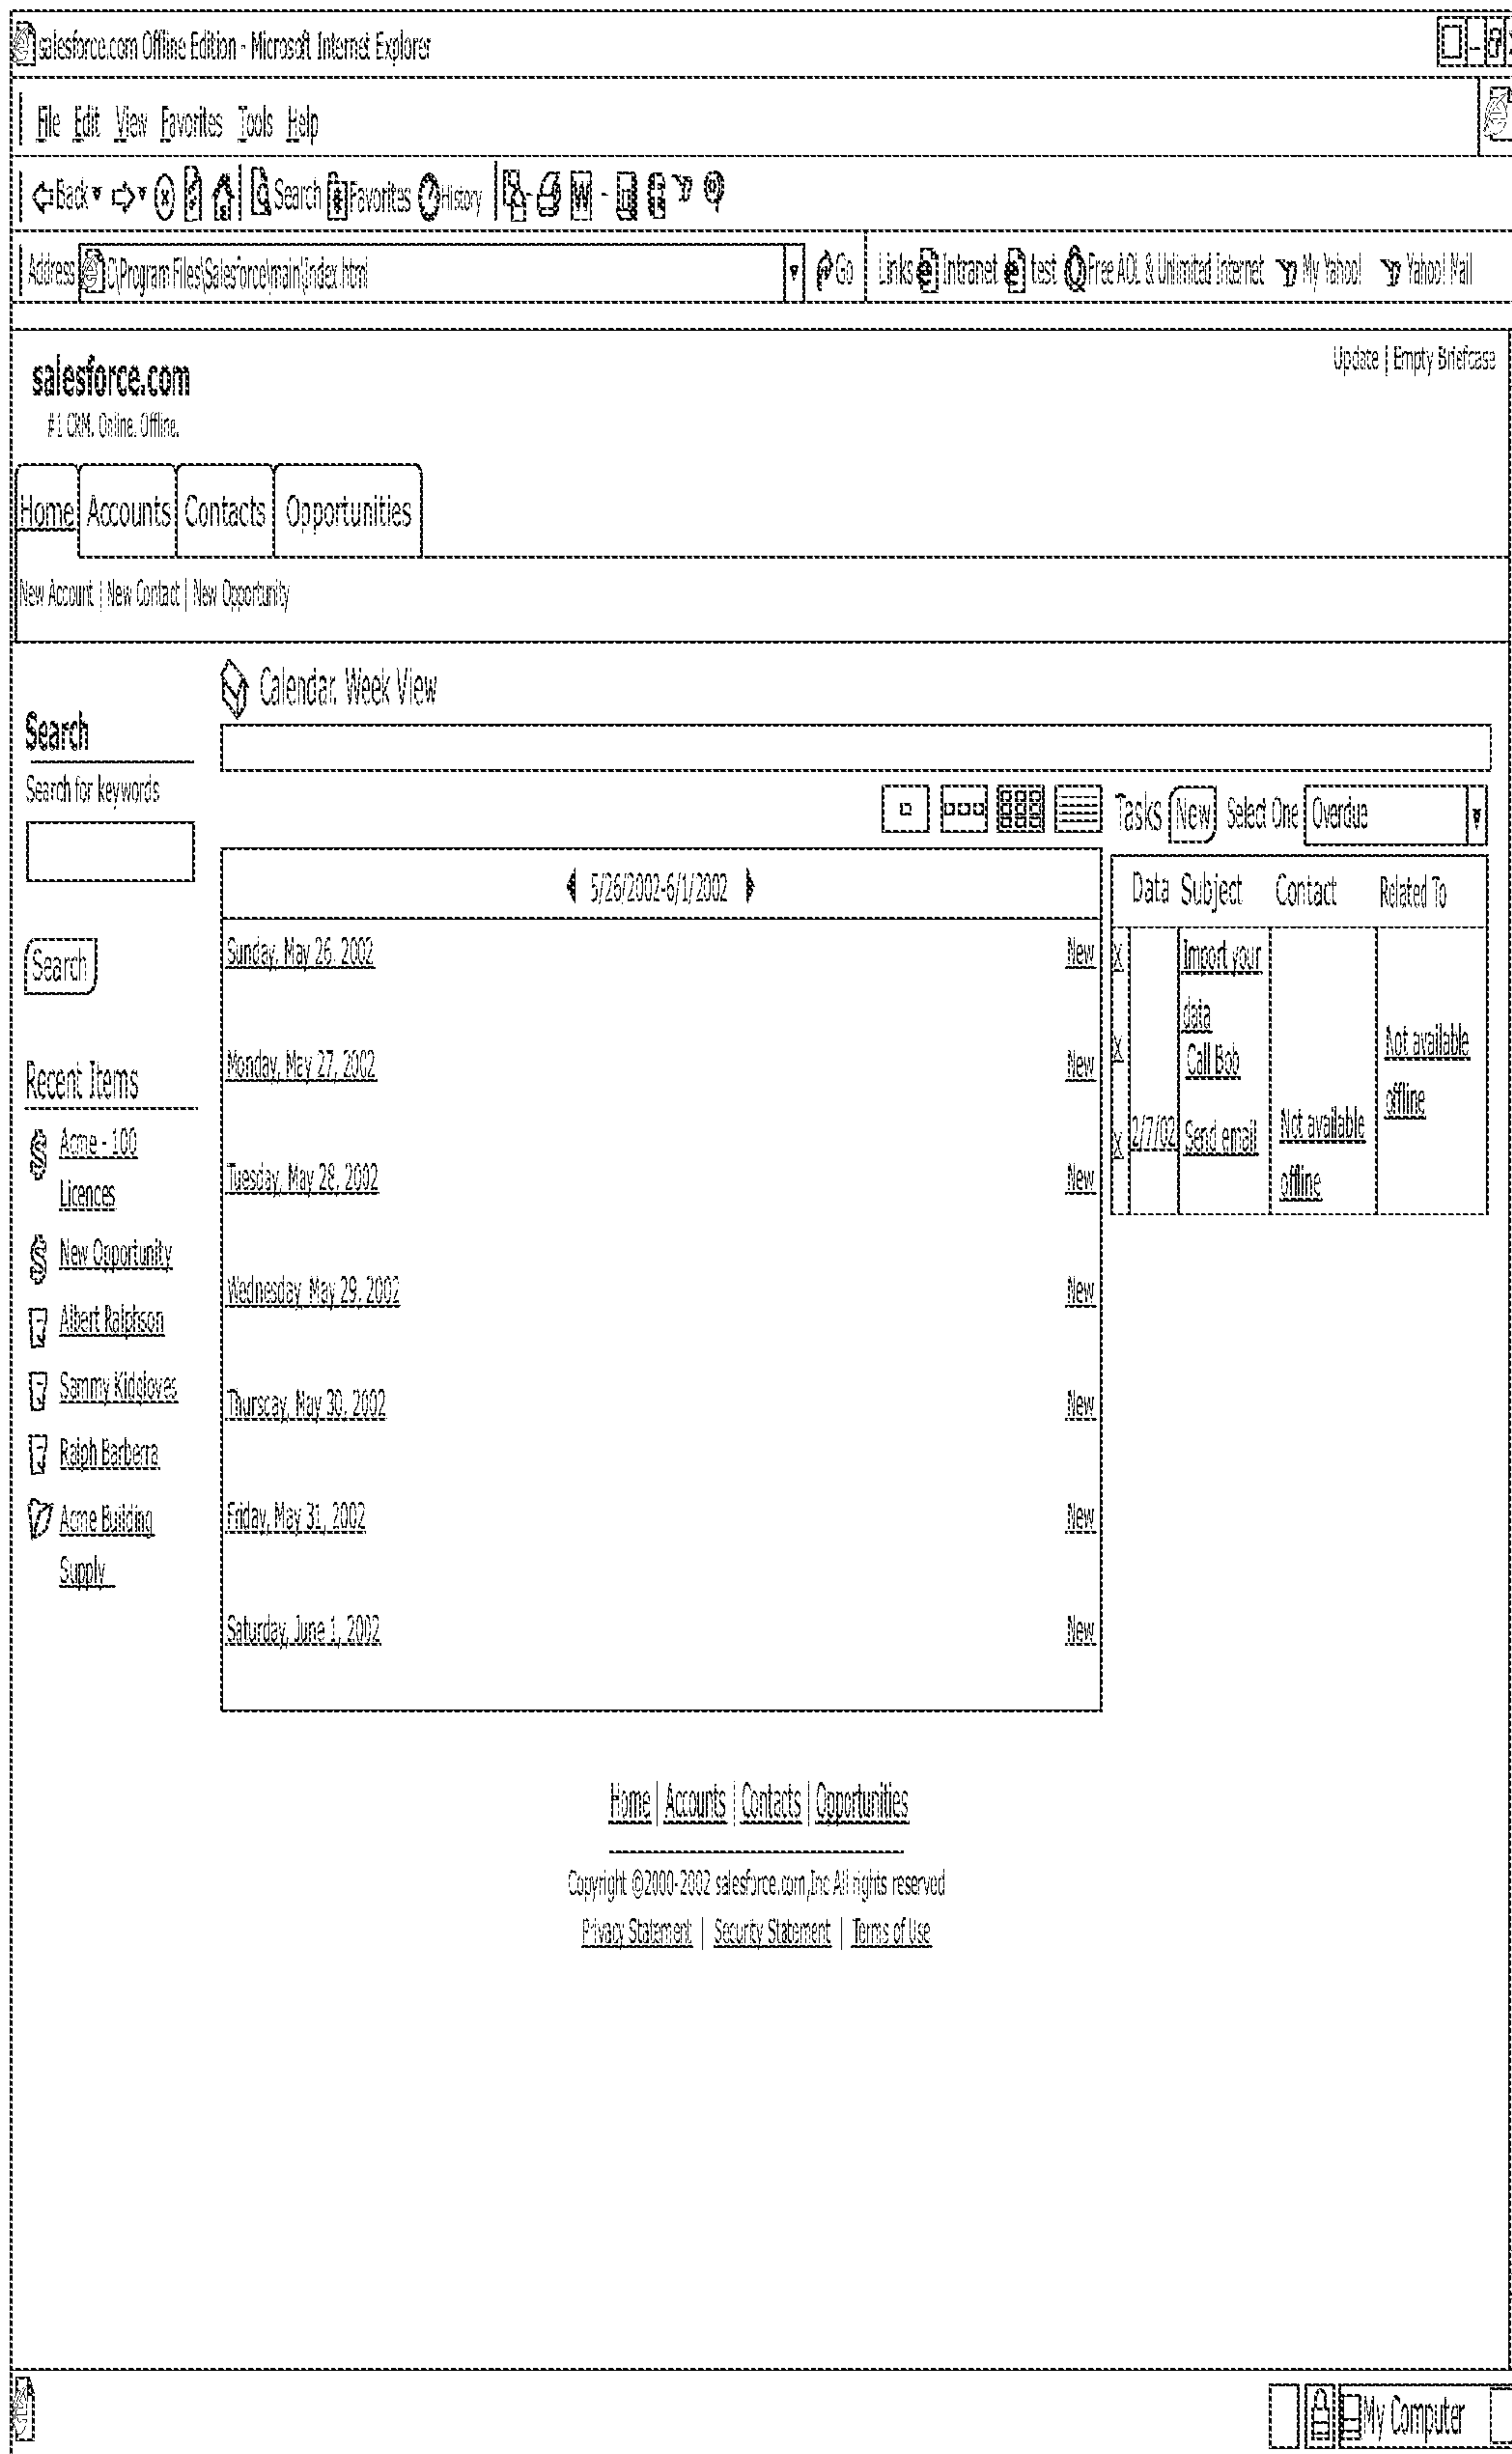 salesforce.com Offline Edition - Microsoft Internet Explorer
File Edit View Favorites Tools Help
Back Search Favorites History W
Address C:\Program Files\Salesforce\main\index.html Go Links Intranet test Free AOL & Unlimited Internet My Yahoo! Yahoo! Mail
Update | Empty Briefcase
salesforce.com
#1 CRM. Online. Offline.
Home Accounts Contacts Opportunities
New Account | New Contact | New Opportunity
Calendar. Week View
Search
Search for keywords
Search
Recent Items
Acme - 100
Licences
New Opportunity
Albert Ralphson
Sammy Kidgloves
Ralph Barberra
Acme Building
Supply
5/26/2002-6/1/2002
Sunday, May 26, 2002 New
Monday, May 27, 2002 New
Tuesday, May 28, 2002 New
Wednesday, May 29, 2002 New
Thurscay, May 30, 2002 New
Friday, May 31, 2002 New
Saturday, June 1, 2002 New
Tasks New Select One Overdue
Data Subject Contact Related To
X Import your
data
X Call Bob
X 2/7/02 Send email
Not available
offline
Not available
offline
Home | Accounts | Contacts | Opportunities
Copyright ©2000-2002 salesforce.com,Inc All rights reserved
Privacy Statement | Security Statement | Terms of Use
My Computer